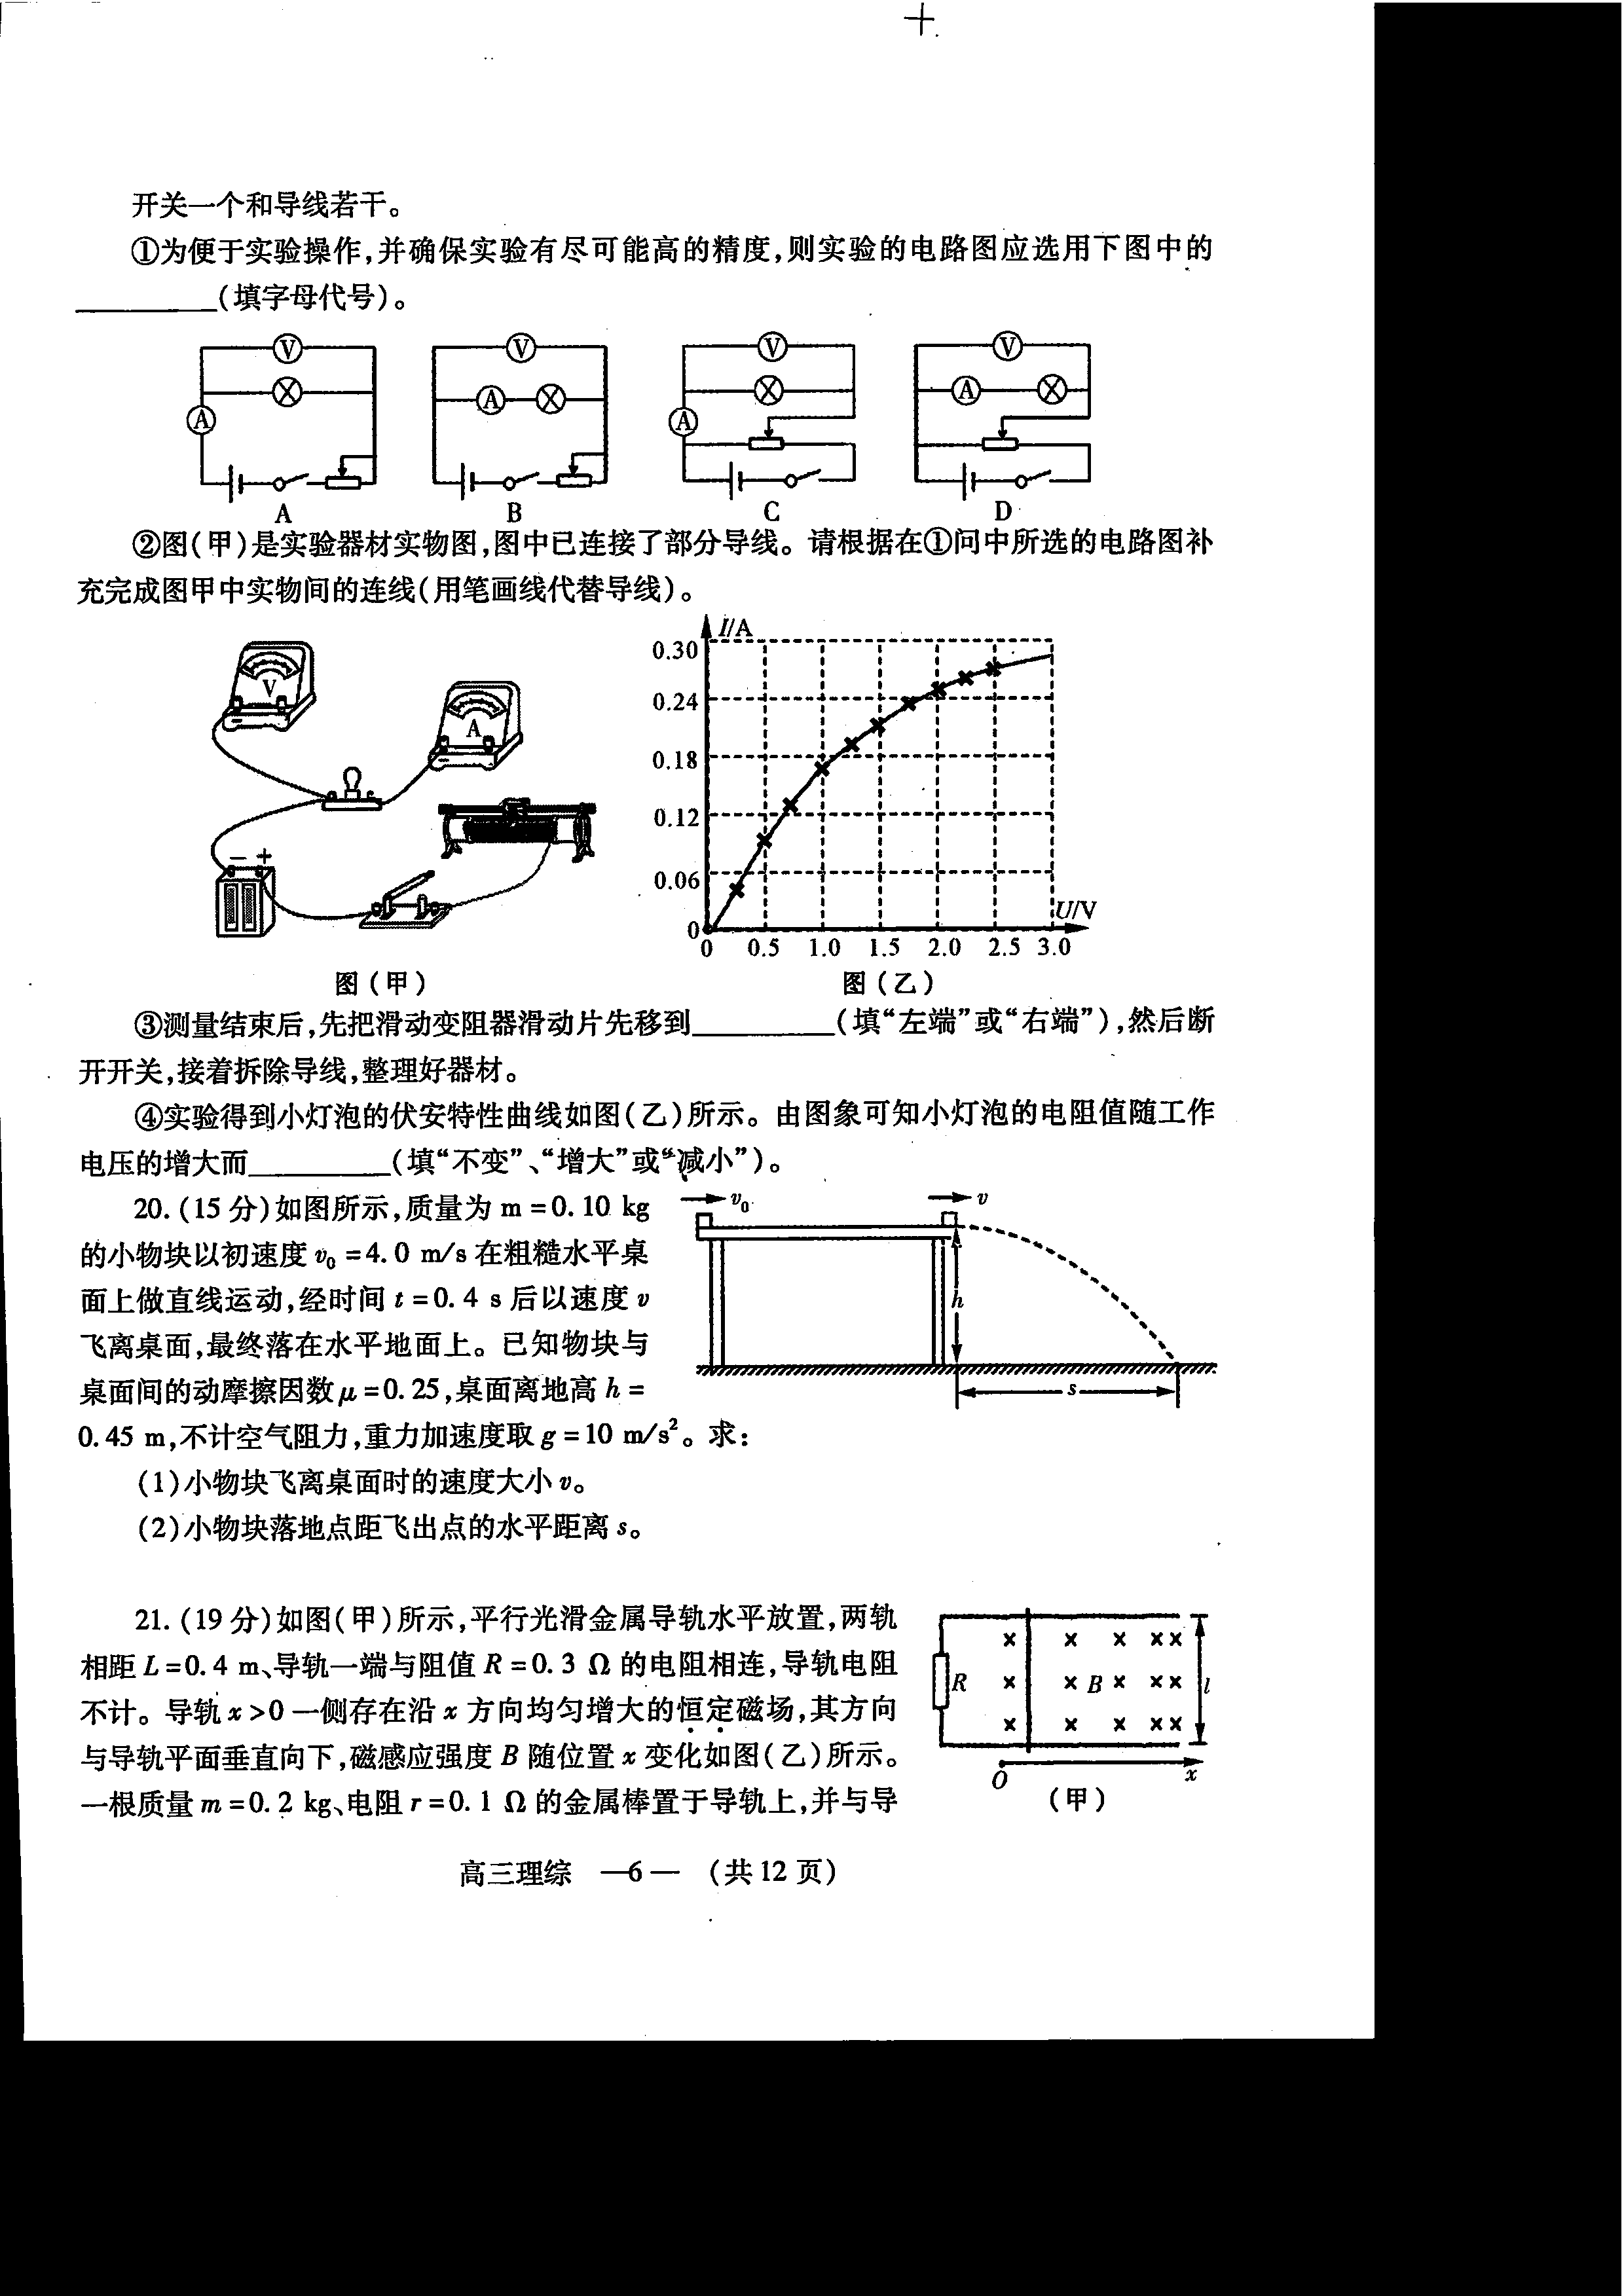 开关一个和导线若干。
①为便于实验操作,并确保实验有尽可能高的精度,则实验的电路图应选用下图中的
________(填字母代号)。
V V V V
A A A A
A B C D
②图(甲)是实验器材实物图,图中已连接了部分导线。请根据在①问中所选的电路图补
充完成图甲中实物间的连线(用笔画线代替导线)。
V
A
- +
图(甲)
I/A
0.30
0.24
0.18
0.12
0.06
0
U/V
0 0.5 1.0 1.5 2.0 2.5 3.0
图(乙)
③测量结束后,先把滑动变阻器滑动片先移到________(填“左端”或“右端”),然后断
开开关,接着拆除导线,整理好器材。
④实验得到小灯泡的伏安特性曲线如图(乙)所示。由图象可知小灯泡的电阻值随工作
电压的增大而________(填“不变”、“增大”或“减小”)。
20.(15分)如图所示,质量为 m=0.10 kg
的小物块以初速度 v₀=4.0 m/s 在粗糙水平桌
面上做直线运动,经时间 t=0.4 s 后以速度 v
飞离桌面,最终落在水平地面上。已知物块与
桌面间的动摩擦因数 μ=0.25,桌面离地高 h=
0.45 m,不计空气阻力,重力加速度取 g=10 m/s²。求:
(1)小物块飞离桌面时的速度大小 v。
(2)小物块落地点距飞出点的水平距离 s。
v₀ v
h
s
21.(19分)如图(甲)所示,平行光滑金属导轨水平放置,两轨
相距 L=0.4 m、导轨一端与阻值 R=0.3 Ω 的电阻相连,导轨电阻
不计。导轨 x>0 一侧存在沿 x 方向均匀增大的恒定磁场,其方向
与导轨平面垂直向下,磁感应强度 B 随位置 x 变化如图(乙)所示。
一根质量 m=0.2 kg、电阻 r=0.1 Ω 的金属棒置于导轨上,并与导
R B l
O x
(甲)
高三理综 —6— (共12页)